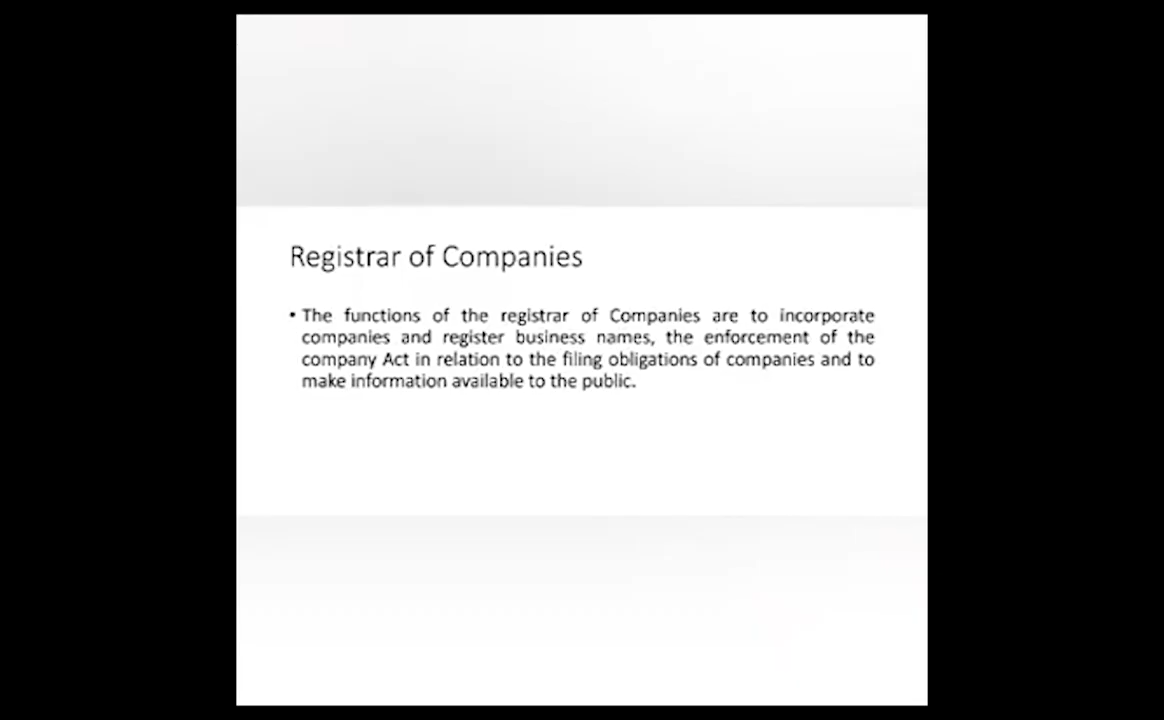 Registrar of Companies
• The functions of the registrar of Companies are to incorporate
companies and register business names, the enforcement of the
company Act in relation to the filing obligations of companies and to
make information available to the public.